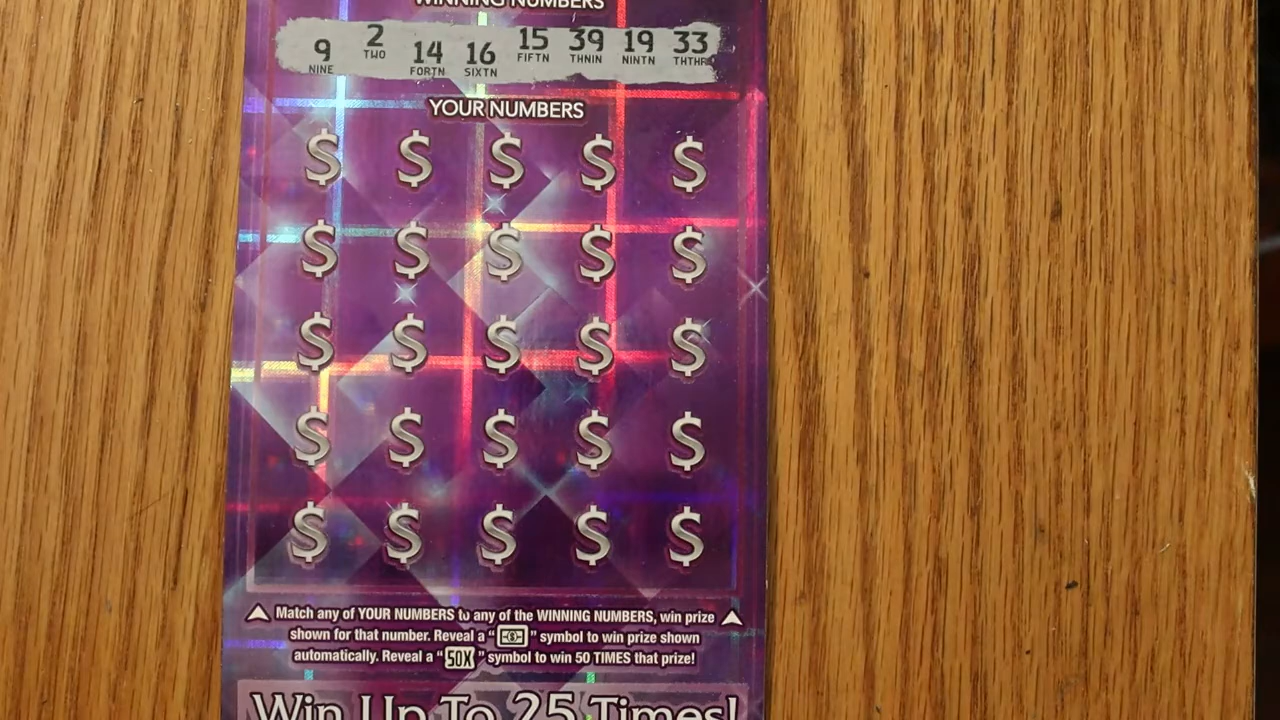 WINNING NUMBERS
9 2 14 16 15 39 19 33
NINE TWO FORTN SIXTN FIFTN THNIN NINTN THTHR
YOUR NUMBERS
$ $ $ $ $
$ $ $ $ $
$ $ $ $ $
$ $ $ $ $
$ $ $ $ $
Match any of YOUR NUMBERS to any of the WINNING NUMBERS, win prize
shown for that number. Reveal a " $ " symbol to win prize shown
automatically. Reveal a " 50X " symbol to win 50 TIMES that prize!
Win Up To 25 Times!